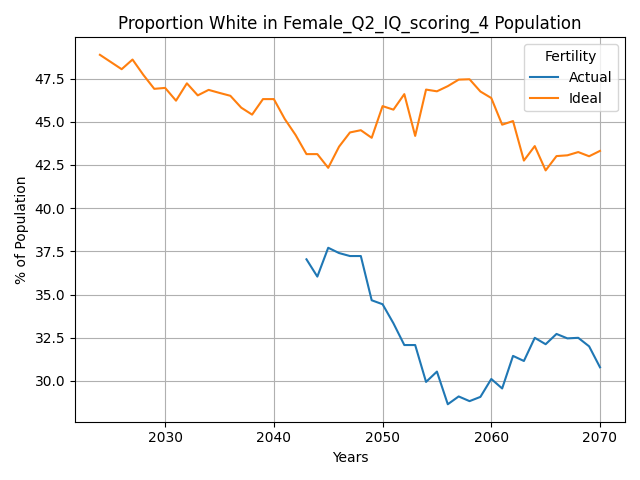 Proportion White in Female_Q2_IQ_scoring_4 Population
Fertility
Actual
Ideal
47.5
45.0
42.5
40.0
37.5
35.0
32.5
30.0
% of Population
2030
2040
2050
2060
2070
Years